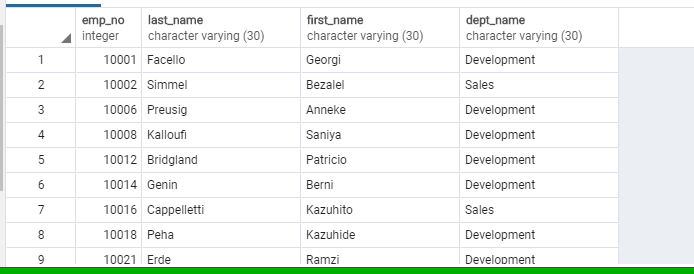 emp_no last_name first_name dept_name
integer character varying (30) character varying (30) character varying (30)
1 10001 Facello Georgi Development
2 10002 Simmel Bezalel Sales
3 10006 Preusig Anneke Development
4 10008 Kalloufi Saniya Development
5 10012 Bridgland Patricio Development
6 10014 Genin Berni Development
7 10016 Cappelletti Kazuhito Sales
8 10018 Peha Kazuhide Development
9 10021 Erde Ramzi Development